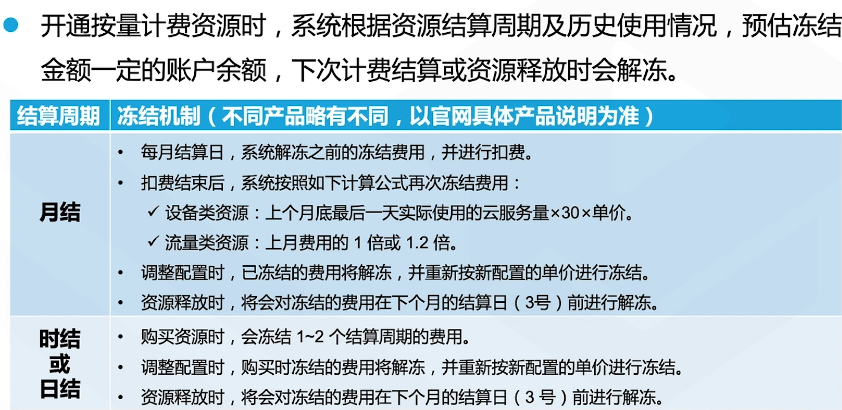 开通按量计费资源时，系统根据资源结算周期及历史使用情况，预估冻结
金额一定的账户余额，下次计费结算或资源释放时会解冻。
结算周期 冻结机制（不同产品略有不同，以官网具体产品说明为准）
• 每月结算日，系统解冻之前的冻结费用，并进行扣费。
• 扣费结束后，系统按照如下计算公式再次冻结费用：
月结
✓ 设备类资源：上个月底最后一天实际使用的云服务量×30×单价。
✓ 流量类资源：上月费用的 1 倍或 1.2 倍。
• 调整配置时，已冻结的费用将解冻，并重新按新配置的单价进行冻结。
• 资源释放时，将会对冻结的费用在下个月的结算日（3号）前进行解冻。
时结
或
日结
• 购买资源时，会冻结 1~2 个结算周期的费用。
• 调整配置时，购买时冻结的费用将解冻，并重新按新配置的单价进行冻结。
• 资源释放时，将会对冻结的费用在下个月的结算日（3 号）前进行解冻。